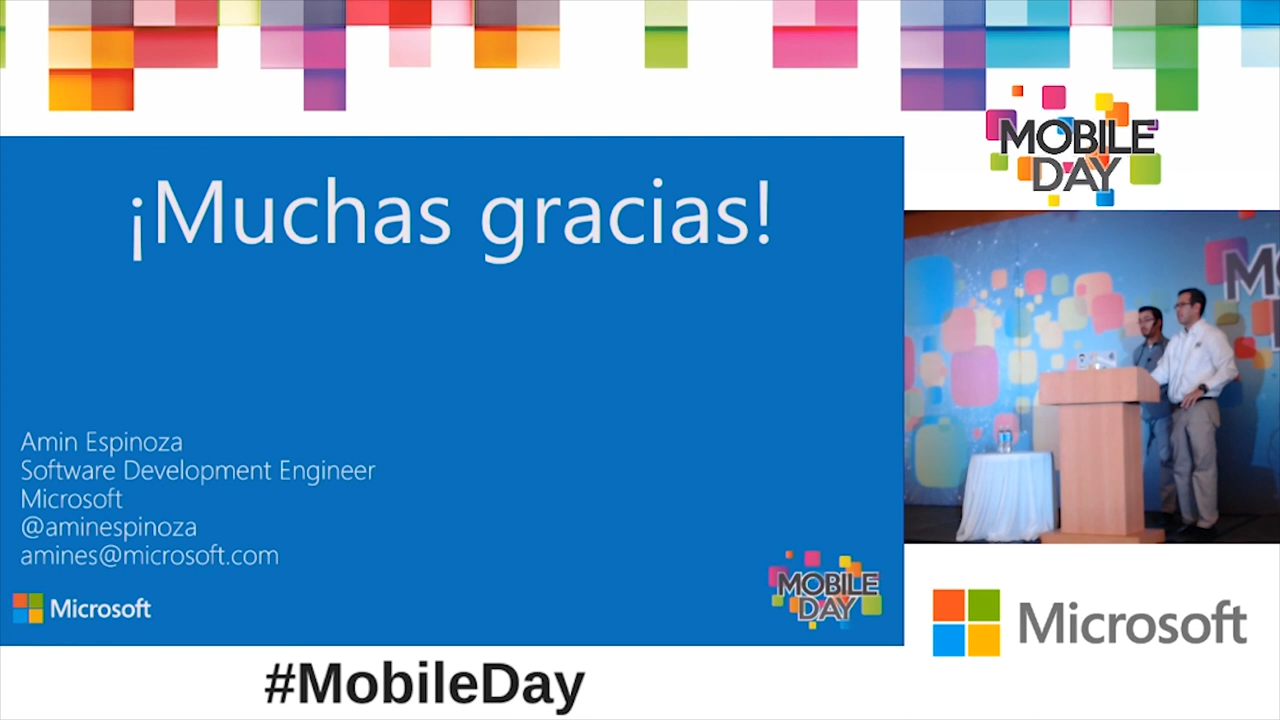 MOBILE
DAY
¡Muchas gracias!
Amin Espinoza
Software Development Engineer
Microsoft
@aminespinoza
amines@microsoft.com
Microsoft
MOBILE
DAY
Microsoft
#MobileDay